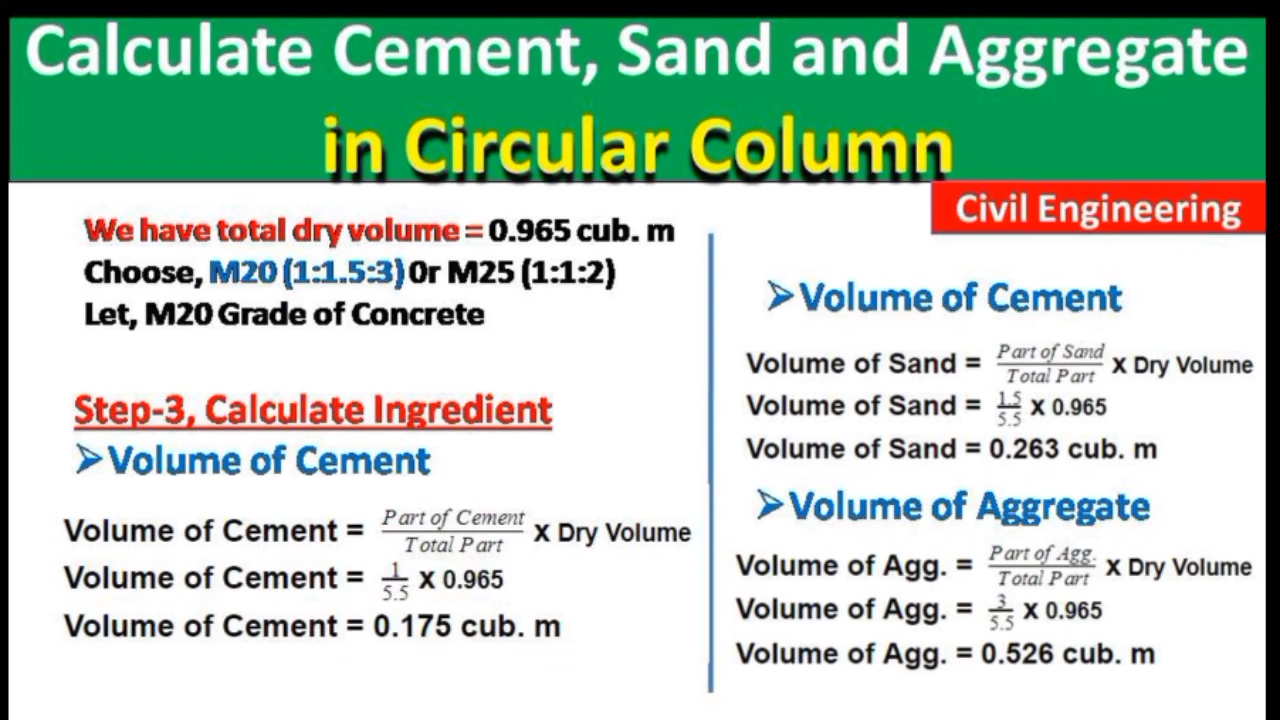 Calculate Cement, Sand and Aggregate
in Circular Column
Civil Engineering
We have total dry volume = 0.965 cub. m
Choose, M20 (1:1.5:3) 0r M25 (1:1:2)
Let, M20 Grade of Concrete
Step-3, Calculate Ingredient
➢Volume of Cement
Volume of Cement = Part of Cement / Total Part X Dry Volume
Volume of Cement = 1 / 5.5 X 0.965
Volume of Cement = 0.175 cub. m
➢Volume of Cement
Volume of Sand = Part of Sand / Total Part X Dry Volume
Volume of Sand = 1.5 / 5.5 X 0.965
Volume of Sand = 0.263 cub. m
➢Volume of Aggregate
Volume of Agg. = Part of Agg. / Total Part X Dry Volume
Volume of Agg. = 3 / 5.5 X 0.965
Volume of Agg. = 0.526 cub. m